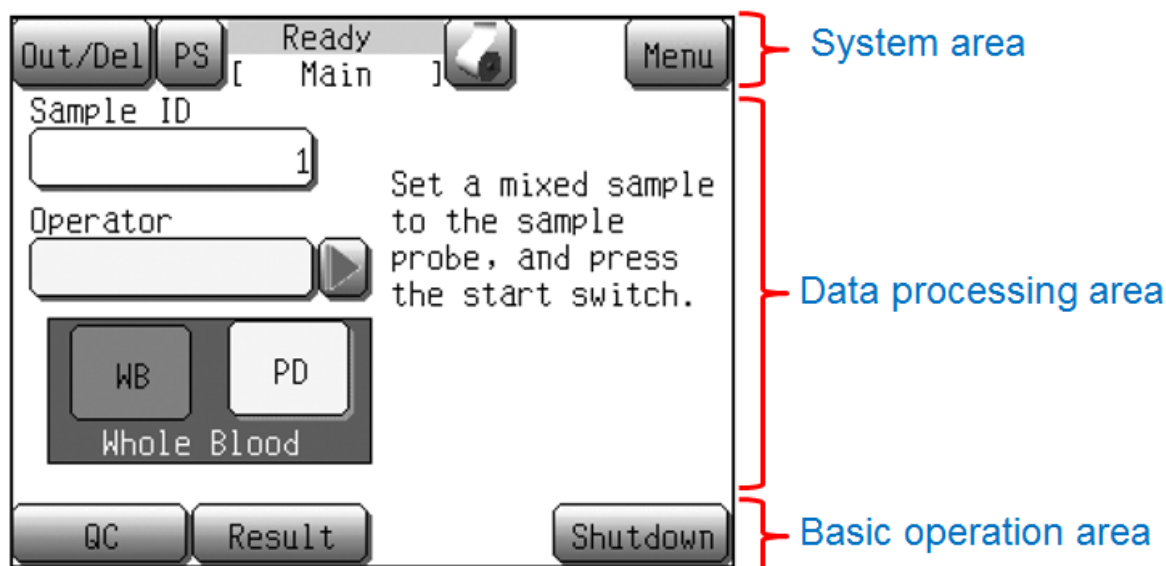 Out/Del PS Ready Menu
[ Main ]
System area
Sample ID
1
Operator
Set a mixed sample
to the sample
probe, and press
the start switch.
Data processing area
WB PD
Whole Blood
QC Result Shutdown
Basic operation area